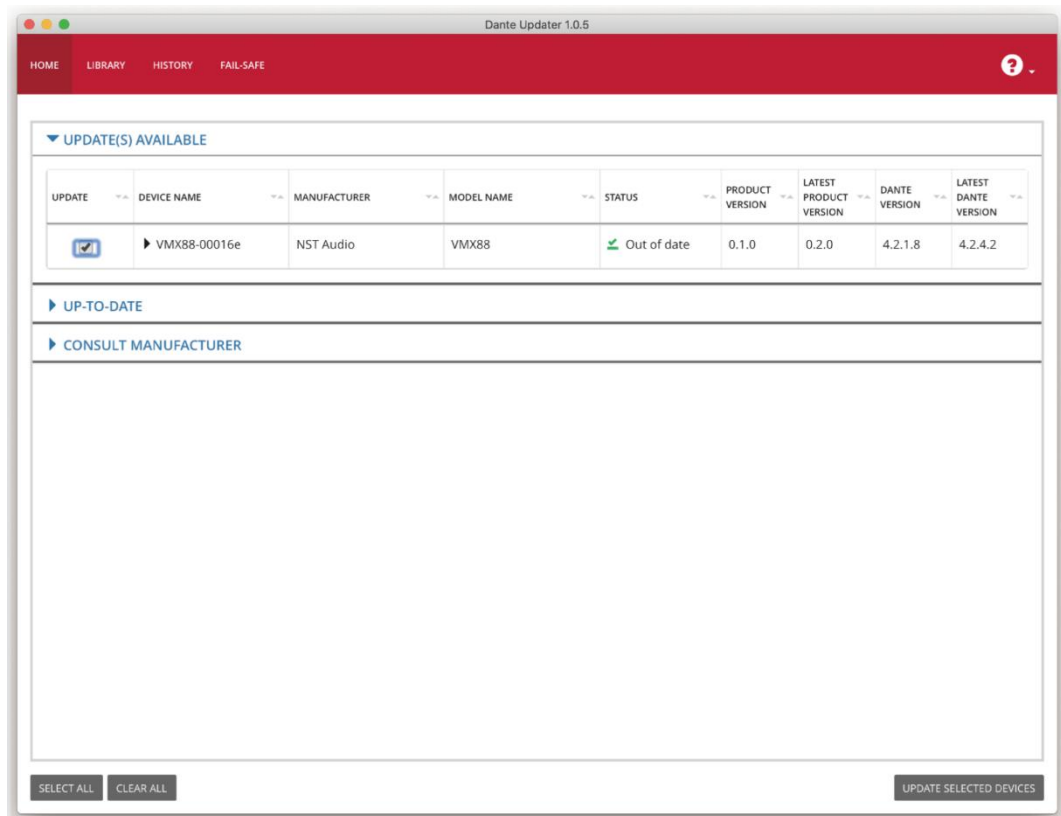 Dante Updater 1.0.5
HOME LIBRARY HISTORY FAIL-SAFE ?
UPDATE(S) AVAILABLE
UPDATE DEVICE NAME MANUFACTURER MODEL NAME STATUS PRODUCT VERSION LATEST PRODUCT VERSION DANTE VERSION LATEST DANTE VERSION
VMX88-00016e NST Audio VMX88 Out of date 0.1.0 0.2.0 4.2.1.8 4.2.4.2
UP-TO-DATE
CONSULT MANUFACTURER
SELECT ALL CLEAR ALL UPDATE SELECTED DEVICES